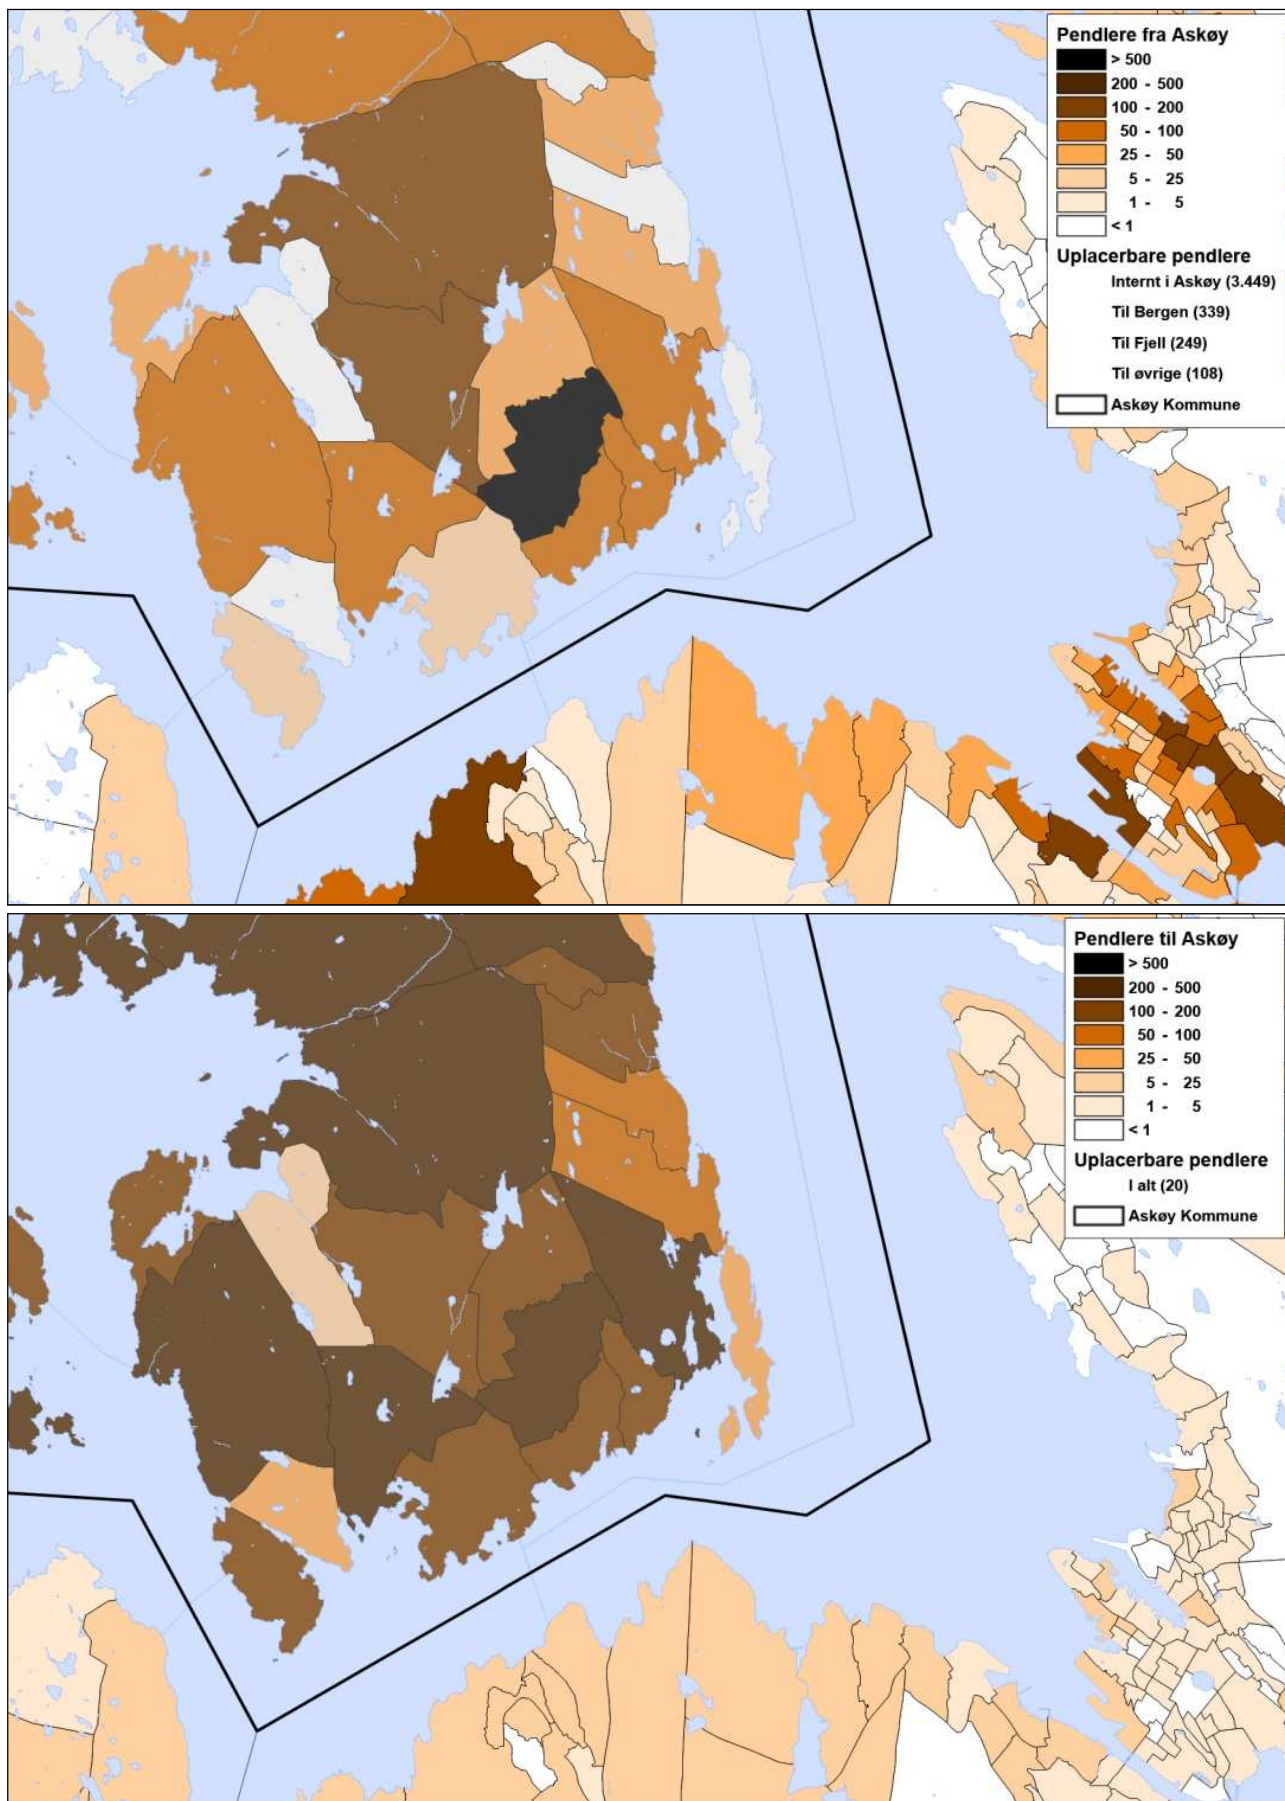 Pendlere fra Askøy
> 500
200 - 500
100 - 200
50 - 100
25 - 50
5 - 25
1 - 5
< 1
Uplacerbare pendlere
Internt i Askøy (3.449)
Til Bergen (339)
Til Fjell (249)
Til øvrige (108)
Askøy Kommune
Pendlere til Askøy
> 500
200 - 500
100 - 200
50 - 100
25 - 50
5 - 25
1 - 5
< 1
Uplacerbare pendlere
I alt (20)
Askøy Kommune